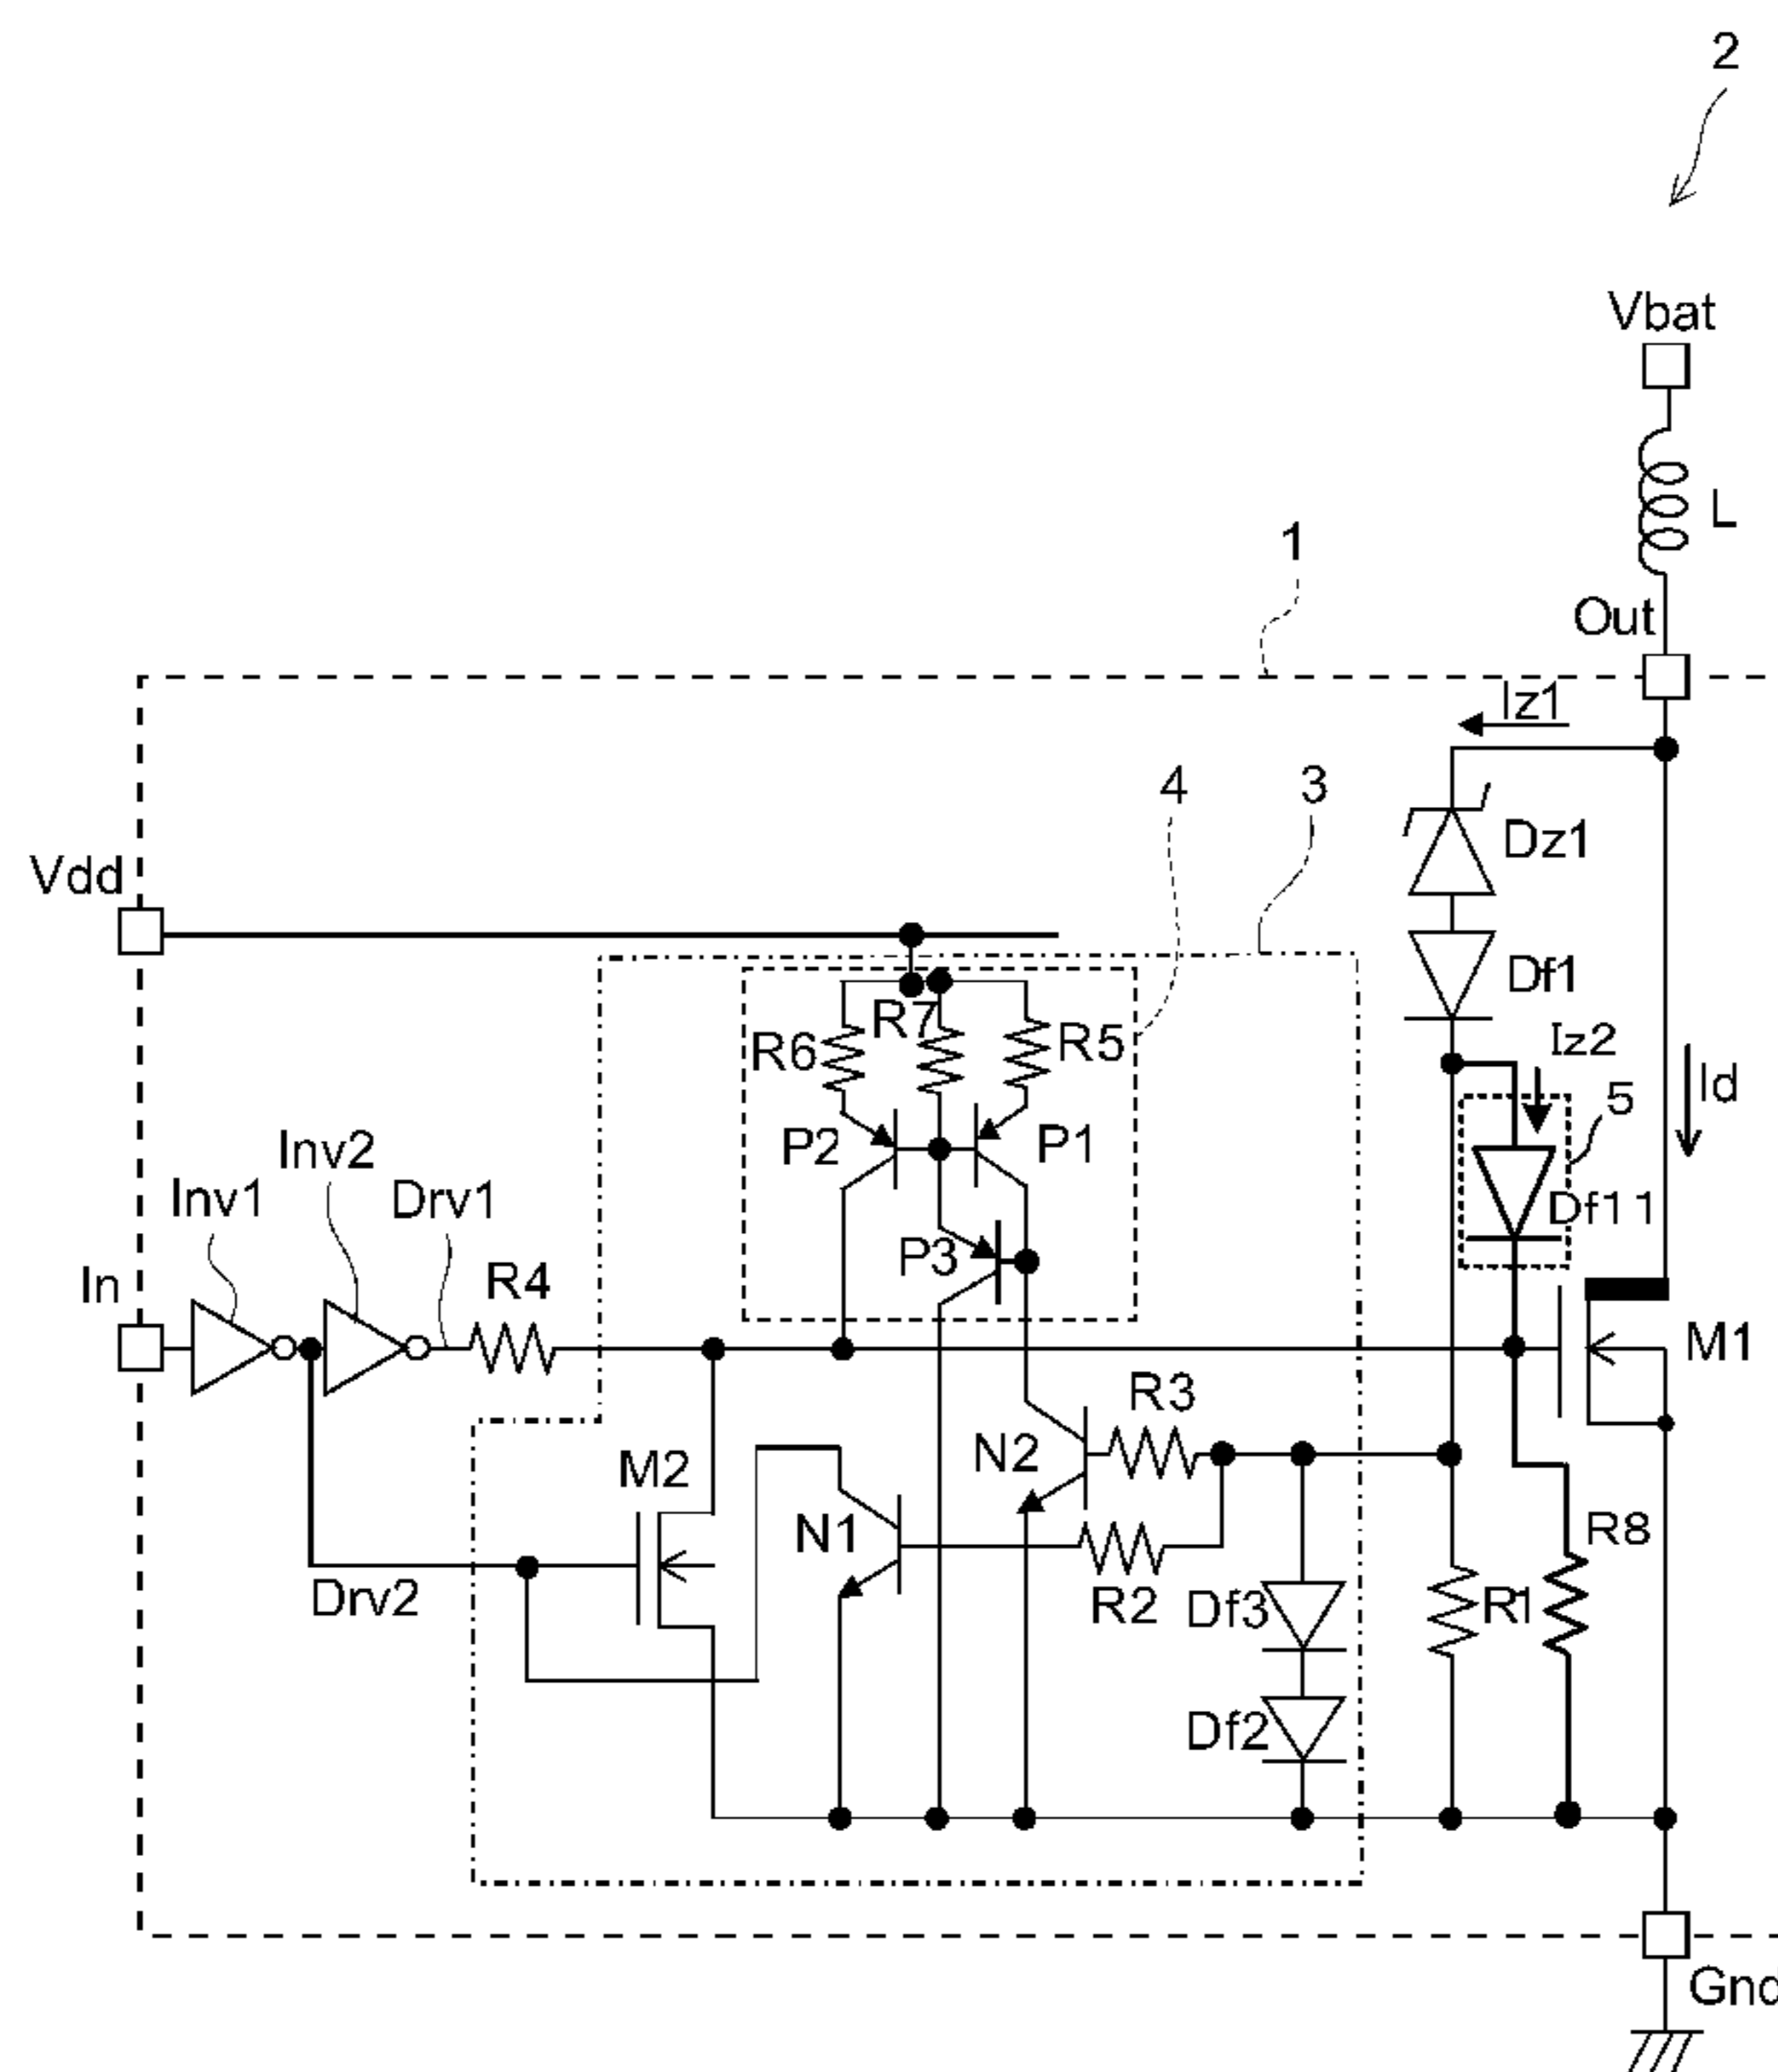 2
Vbat
L
1
Out
Iz1
4
3
Dz1
Vdd
Df1
R7
R6
R5
Iz2
Id
5
P2
P1
Inv2
Inv1
Drv1
Df11
P3
In
R4
M1
R3
M2
N2
N1
R8
Drv2
R2
Df3
R1
Df2
Gnd